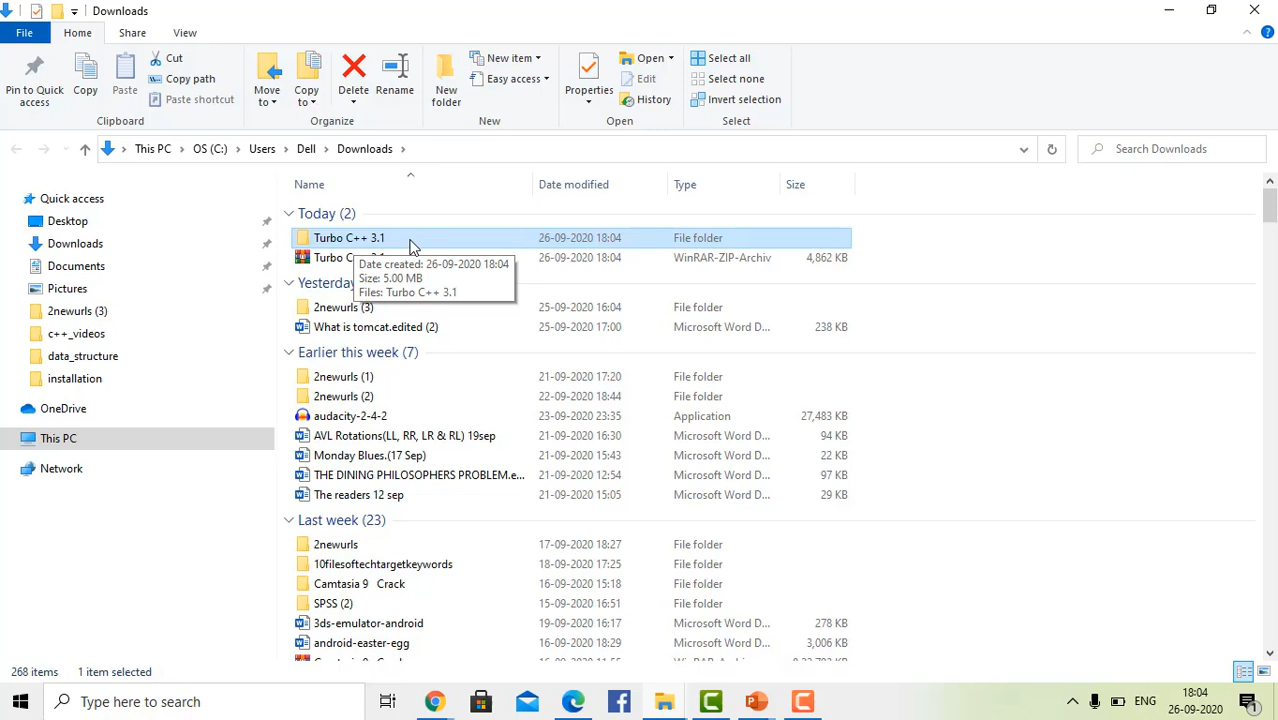 Downloads
File Home Share View
Pin to Quick access
Copy
Paste
Cut
Copy path
Paste shortcut
Clipboard
Move to
Copy to
Delete
Rename
Organize
New folder
New item
Easy access
New
Properties
Open
Edit
History
Open
Select all
Select none
Invert selection
Select
This PC > OS (C:) > Users > Dell > Downloads >
Search Downloads
Quick access
Desktop
Downloads
Documents
Pictures
2newurls (3)
c++_videos
data_structure
installation
OneDrive
This PC
Network
Name Date modified Type Size
Today (2)
Turbo C++ 3.1 26-09-2020 18:04 File folder
Turbo C++ 26-09-2020 18:04 WinRAR-ZIP-Archiv 4,862 KB
Date created: 26-09-2020 18:04
Size: 5.00 MB
Files: Turbo C++ 3.1
Yesterday
2newurls (3) 25-09-2020 16:04 File folder
What is tomcat.edited (2) 25-09-2020 17:00 Microsoft Word D... 238 KB
Earlier this week (7)
2newurls (1) 21-09-2020 17:20 File folder
2newurls (2) 22-09-2020 18:44 File folder
audacity-2-4-2 23-09-2020 23:35 Application 27,483 KB
AVL Rotations(LL, RR, LR & RL) 19sep 21-09-2020 16:30 Microsoft Word D... 94 KB
Monday Blues.(17 Sep) 21-09-2020 15:43 Microsoft Word D... 22 KB
THE DINING PHILOSOPHERS PROBLEM.e... 21-09-2020 12:54 Microsoft Word D... 97 KB
The readers 12 sep 21-09-2020 15:05 Microsoft Word D... 29 KB
Last week (23)
2newurls 17-09-2020 18:27 File folder
10filesoftechtargetkeywords 18-09-2020 17:25 File folder
Camtasia 9 Crack 16-09-2020 15:18 File folder
SPSS (2) 15-09-2020 16:51 File folder
3ds-emulator-android 19-09-2020 16:17 Microsoft Word D... 278 KB
android-easter-egg 16-09-2020 18:29 Microsoft Word D... 3,006 KB
268 items 1 item selected
Type here to search
ENG
18:04
26-09-2020
1